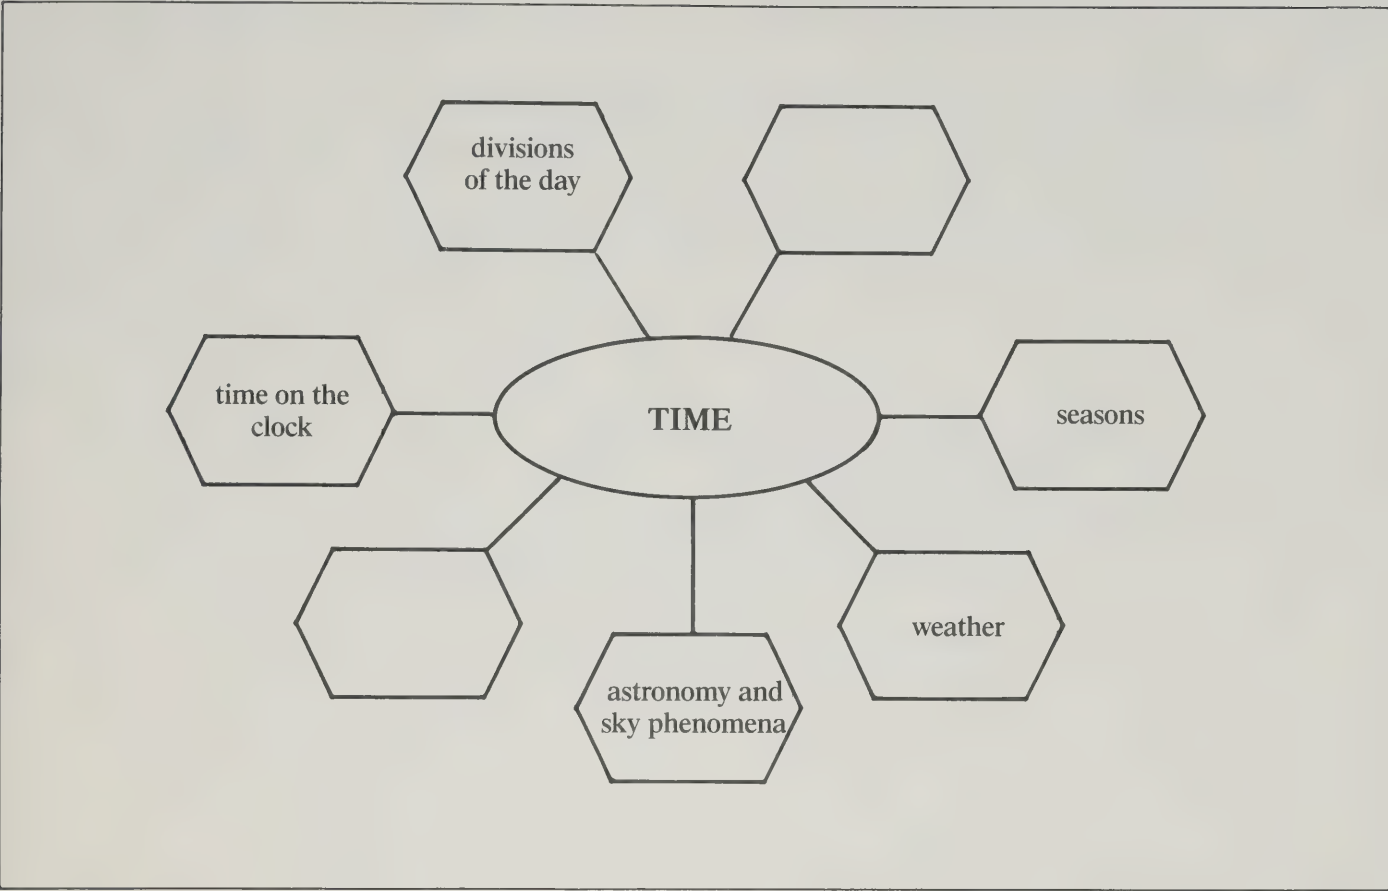 divisions
of the day
time on the
clock
TIME
seasons
weather
astronomy and
sky phenomena